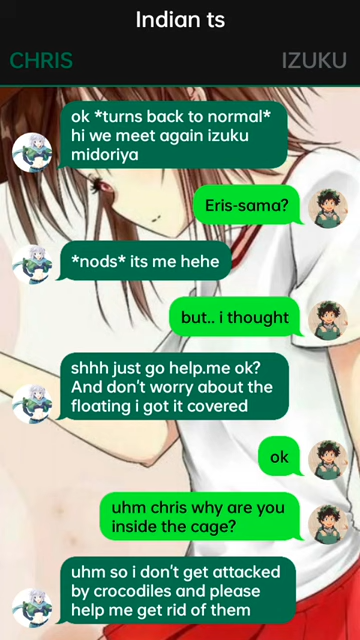 Indian ts
CHRIS
IZUKU
ok *turns back to normal*
hi we meet again izuku
midoriya
Eris-sama?
*nods* its me hehe
but.. i thought
shhh just go help.me ok?
And don't worry about the
floating i got it covered
ok
uhm chris why are you
inside the cage?
uhm so i don't get attacked
by crocodiles and please
help me get rid of them